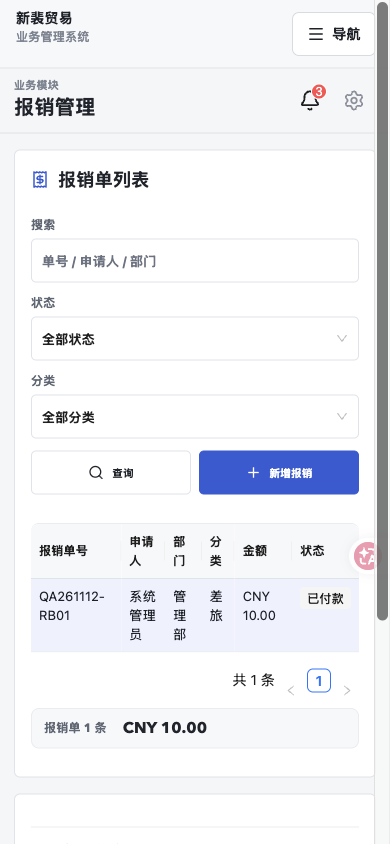 新裴贸易
业务管理系统
导航
业务模块
报销管理
3
报销单列表
搜索
单号 / 申请人 / 部门
状态
全部状态
分类
全部分类
查询
新增报销
报销单号 申请人 部门 分类 金额 状态
QA261112-RB01 系统管理员 管理部 差旅 CNY 10.00 已付款
共 1 条 1
报销单 1 条 CNY 10.00